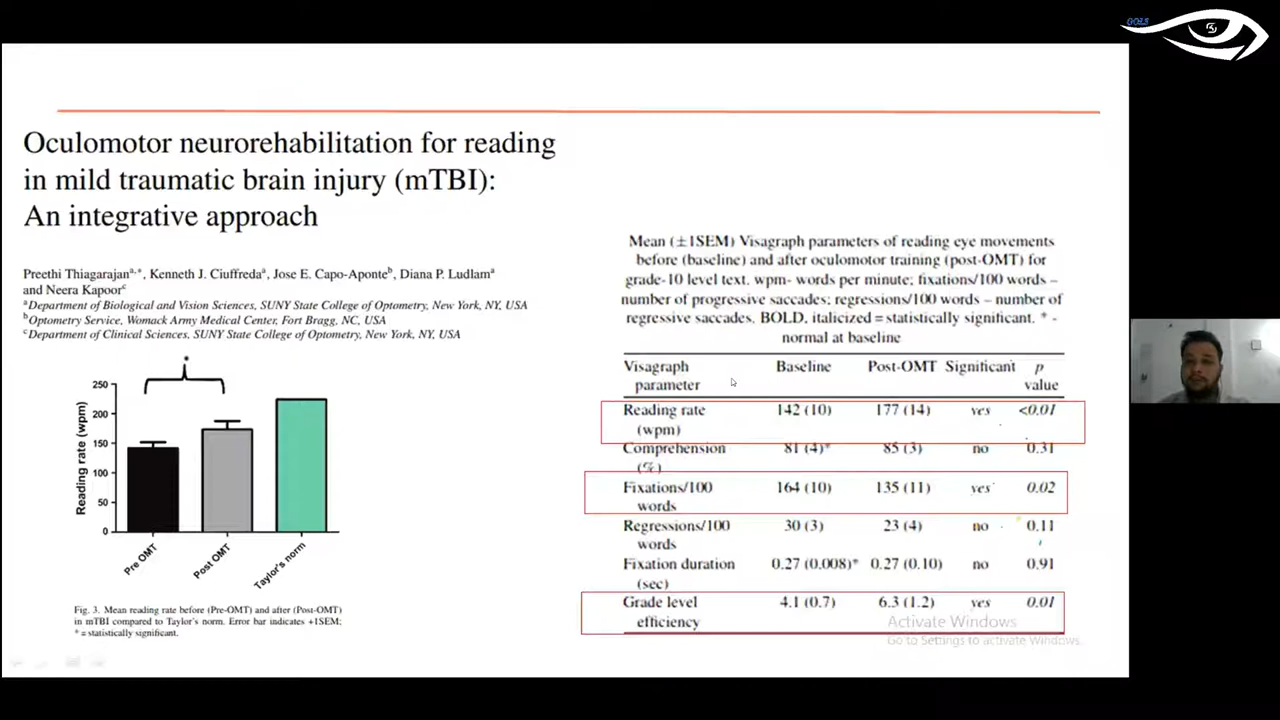 GOLS
Oculomotor neurorehabilitation for reading
in mild traumatic brain injury (mTBI):
An integrative approach
Preethi Thiagarajanᵃ,*, Kenneth J. Ciuffredaᵃ, Jose E. Capo-Aponteᵇ, Diana P. Ludlamᵃ
and Neera Kapoorᶜ
ᵃDepartment of Biological and Vision Sciences, SUNY State College of Optometry, New York, NY, USA
ᵇOptometry Service, Womack Army Medical Center, Fort Bragg, NC, USA
ᶜDepartment of Clinical Sciences, SUNY State College of Optometry, New York, NY, USA
*
250
200
150
100
50
0
Reading rate (wpm)
Pre OMT
Post OMT
Taylor's norm
Fig. 3. Mean reading rate before (Pre-OMT) and after (Post-OMT)
in mTBI compared to Taylor's norm. Error bar indicates +1SEM;
* = statistically significant.
Mean (±1SEM) Visagraph parameters of reading eye movements
before (baseline) and after oculomotor training (post-OMT) for
grade-10 level text. wpm- words per minute; fixations/100 words –
number of progressive saccades; regressions/100 words – number of
regressive saccades. BOLD, italicized = statistically significant. * -
normal at baseline
Visagraph Baseline Post-OMT Significant p
parameter value
Reading rate 142 (10) 177 (14) yes <0.01
(wpm)
Comprehension 81 (4)* 85 (3) no 0.31
(%)
Fixations/100 164 (10) 135 (11) yes 0.02
words
Regressions/100 30 (3) 23 (4) no 0.11
words
Fixation duration 0.27 (0.008)* 0.27 (0.10) no 0.91
(sec)
Grade level 4.1 (0.7) 6.3 (1.2) yes 0.01
efficiency
Activate Windows
Go to Settings to activate Windows.